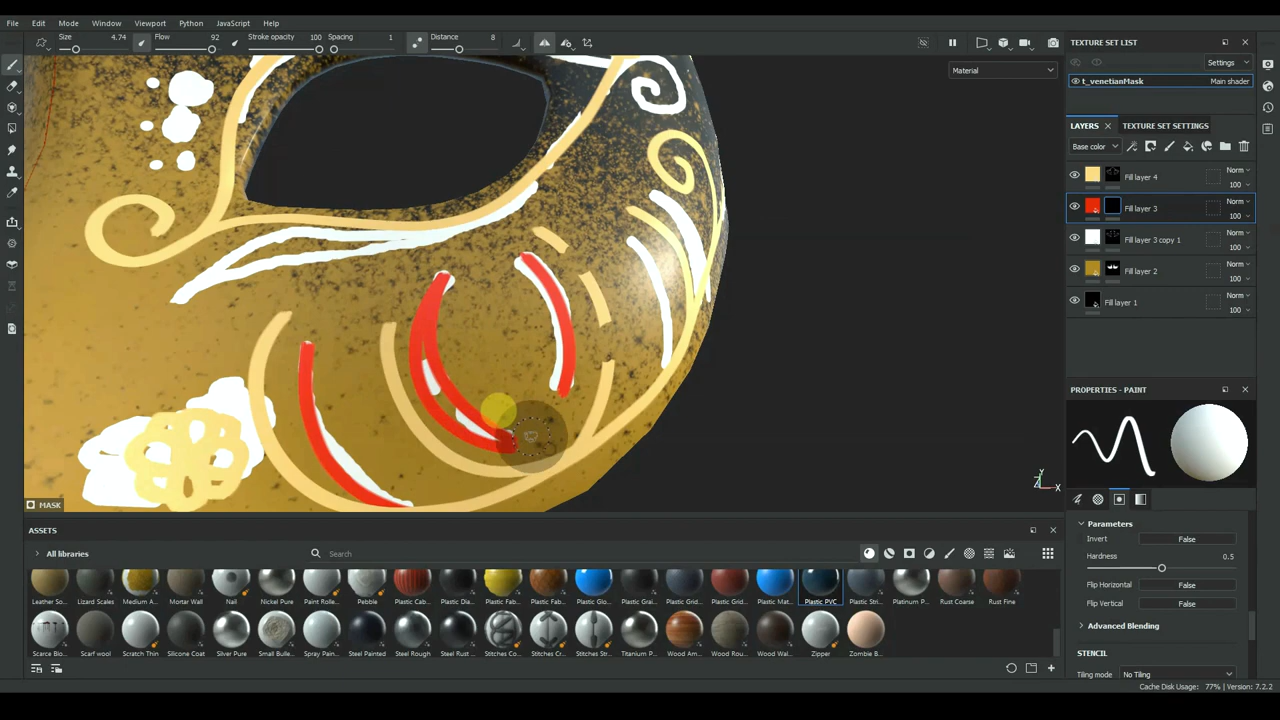 File Edit Mode Window Viewport Python JavaScript Help
Size 4.74 Flow 92 Stroke opacity 100 Spacing 1 Distance 8
Material
TEXTURE SET LIST
Settings
t_venetianMask Main shader
LAYERS TEXTURE SET SETTINGS
Base color
Fill layer 4 Norm 100
Fill layer 3 Norm 100
Fill layer 3 copy 1 Norm 100
Fill layer 2 Norm 100
Fill layer 1 Norm 100
PROPERTIES - PAINT
Y
Z X
MASK
Parameters
Invert False
Hardness 0.5
Flip Horizontal False
Flip Vertical False
Advanced Blending
STENCIL
Tiling mode No Tiling
ASSETS
All libraries Search
Leather So... Lizard Scales Medium A... Mortar Wall Nail Nickel Pure Paint Rolle... Pebble Plastic Cab... Plastic Die... Plastic Fab... Plastic Fab... Plastic Glo... Plastic Grai... Plastic Grid... Plastic Grid... Plastic Mat... Plastic PVC Plastic Stri... Platinum P... Rust Coarse Rust Fine
Scarce Blo... Scarf wool Scratch Thin Silicone Coat Silver Pure Small Bulle... Spray Pain... Steel Painted Steel Rough Steel Rust ... Stitches Co... Stitches Cr... Stitches Str... Titanium P... Wood Am... Wood Rou... Wood Wal... Zipper Zombie B...
Cache Disk Usage: 77% | Version: 7.2.2